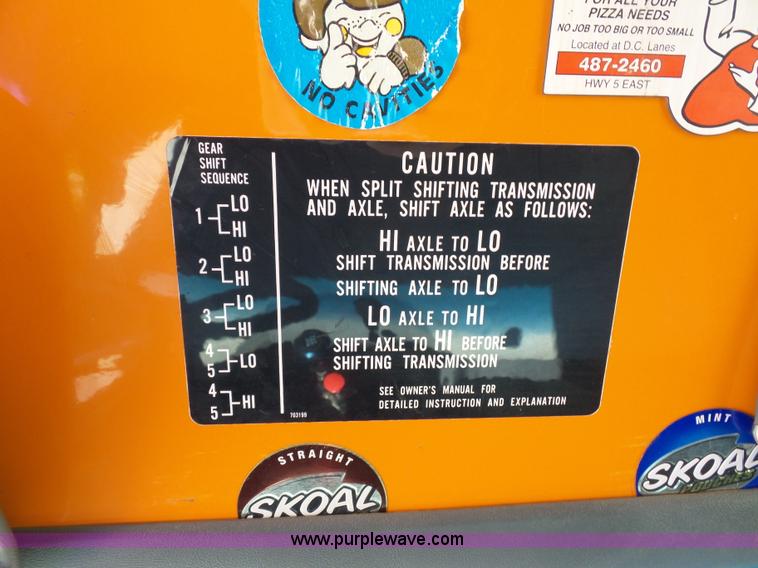 NO CAVITIES
FOR ALL YOUR
PIZZA NEEDS
NO JOB TOO BIG OR TOO SMALL
Located at D.C. Lanes
487-2460
HWY 5 EAST
GEAR
SHIFT
SEQUENCE
1 LO
HI
2 LO
HI
3 LO
HI
4
5 LO
4
5 HI
CAUTION
WHEN SPLIT SHIFTING TRANSMISSION
AND AXLE, SHIFT AXLE AS FOLLOWS:
HI AXLE TO LO
SHIFT TRANSMISSION BEFORE
SHIFTING AXLE TO LO
LO AXLE TO HI
SHIFT AXLE TO HI BEFORE
SHIFTING TRANSMISSION
SEE OWNER'S MANUAL FOR
DETAILED INSTRUCTION AND EXPLANATION
703199
STRAIGHT
SKOAL
MINT
SKOAL
POUCHES
www.purplewave.com